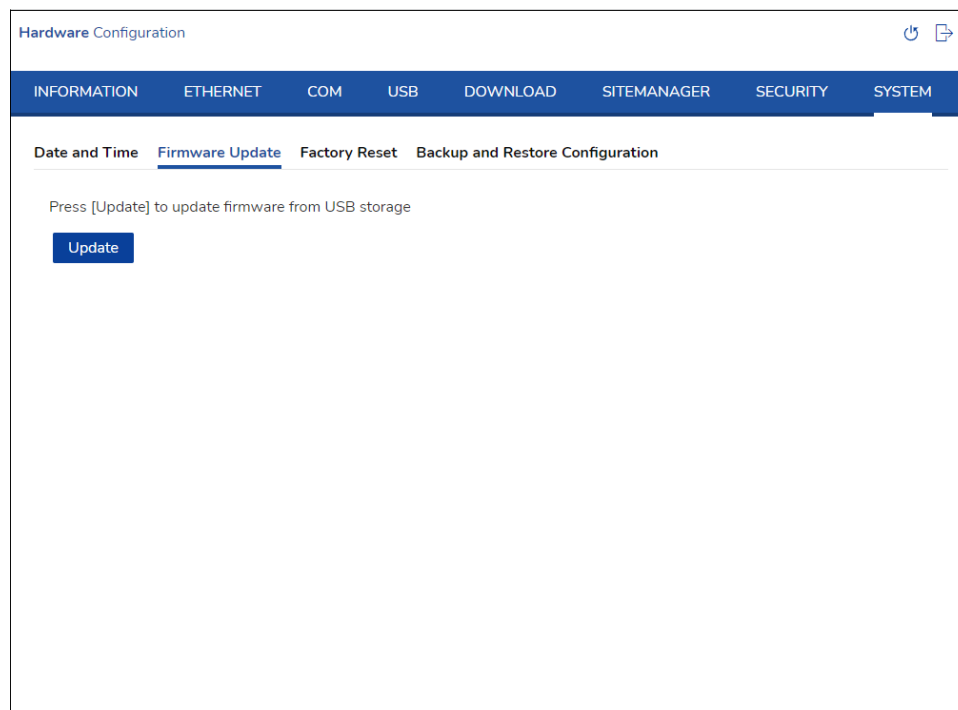 Hardware Configuration
INFORMATION ETHERNET COM USB DOWNLOAD SITEMANAGER SECURITY SYSTEM
Date and Time Firmware Update Factory Reset Backup and Restore Configuration
Press [Update] to update firmware from USB storage
Update